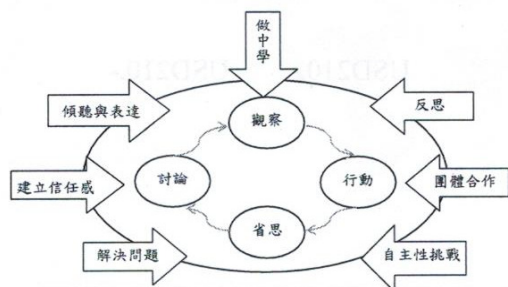 做中學
傾聽與表達
反思
觀察
建立信任感
討論
行動
團體合作
省思
解決問題
自主性挑戰